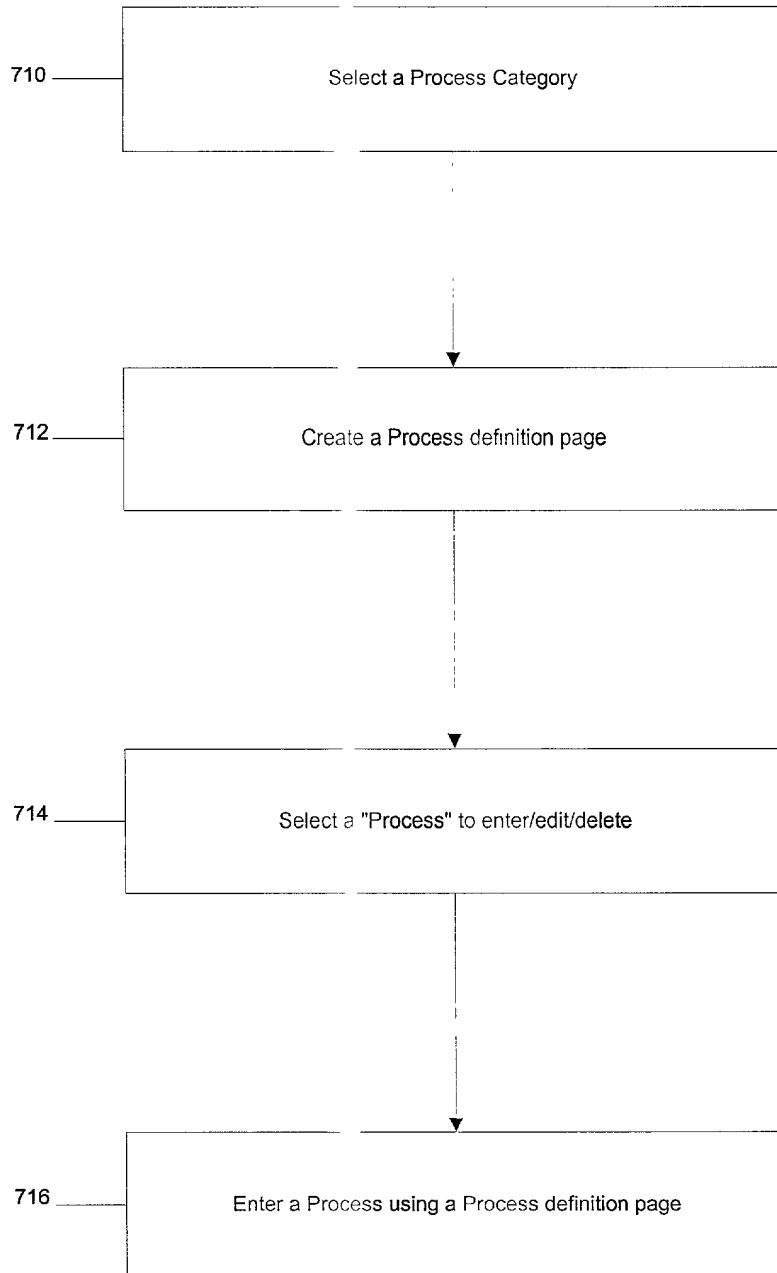 710 Select a Process Category
712 Create a Process definition page
714 Select a "Process" to enter/edit/delete
716 Enter a Process using a Process definition page